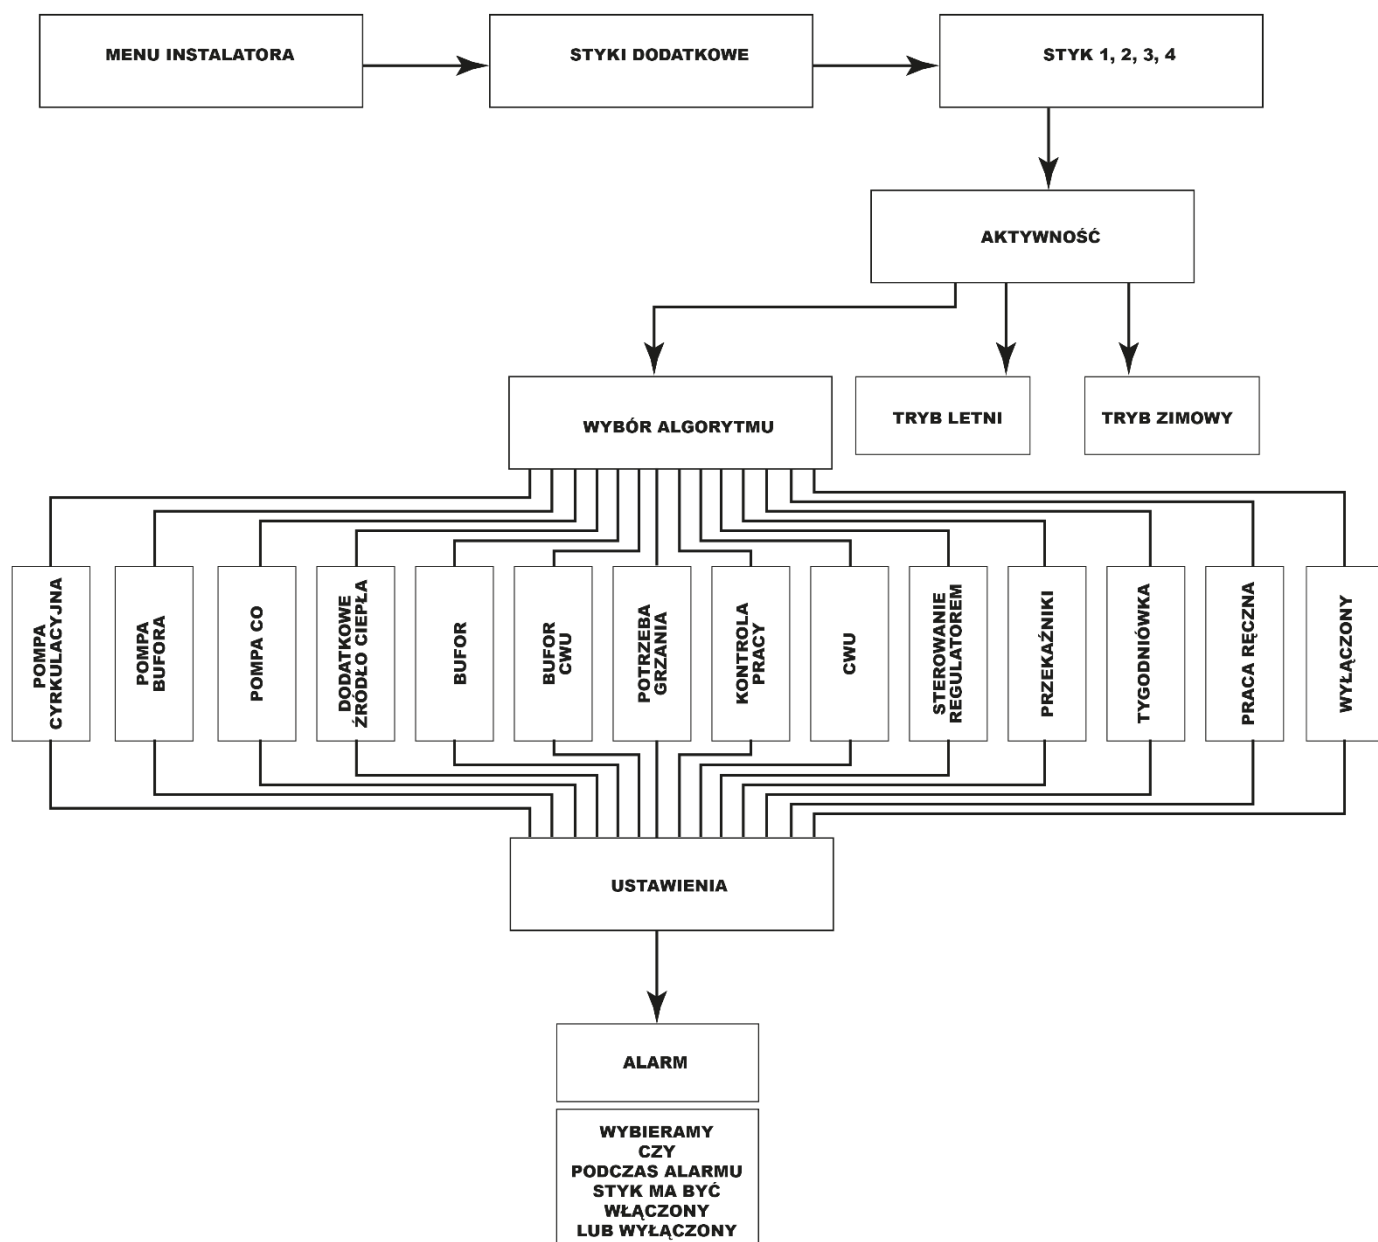 MENU INSTALATORA
STYKI DODATKOWE
STYK 1, 2, 3, 4
AKTYWNOŚĆ
WYBÓR ALGORYTMU
TRYB LETNI
TRYB ZIMOWY
POMPA
CYRKULACYJNA
POMPA
BUFORA
POMPA CO
DODATKOWE
ŹRÓDŁO CIEPŁA
BUFOR
BUFOR
CWU
POTRZEBA
GRZANIA
KONTROLA
PRACY
CWU
STEROWANIE
REGULATOREM
PRZEKAŹNIKI
TYGODNIÓWKA
PRACA RĘCZNA
WYŁĄCZONY
USTAWIENIA
ALARM
WYBIERAMY
CZY
PODCZAS ALARMU
STYK MA BYĆ
WŁĄCZONY
LUB WYŁĄCZONY